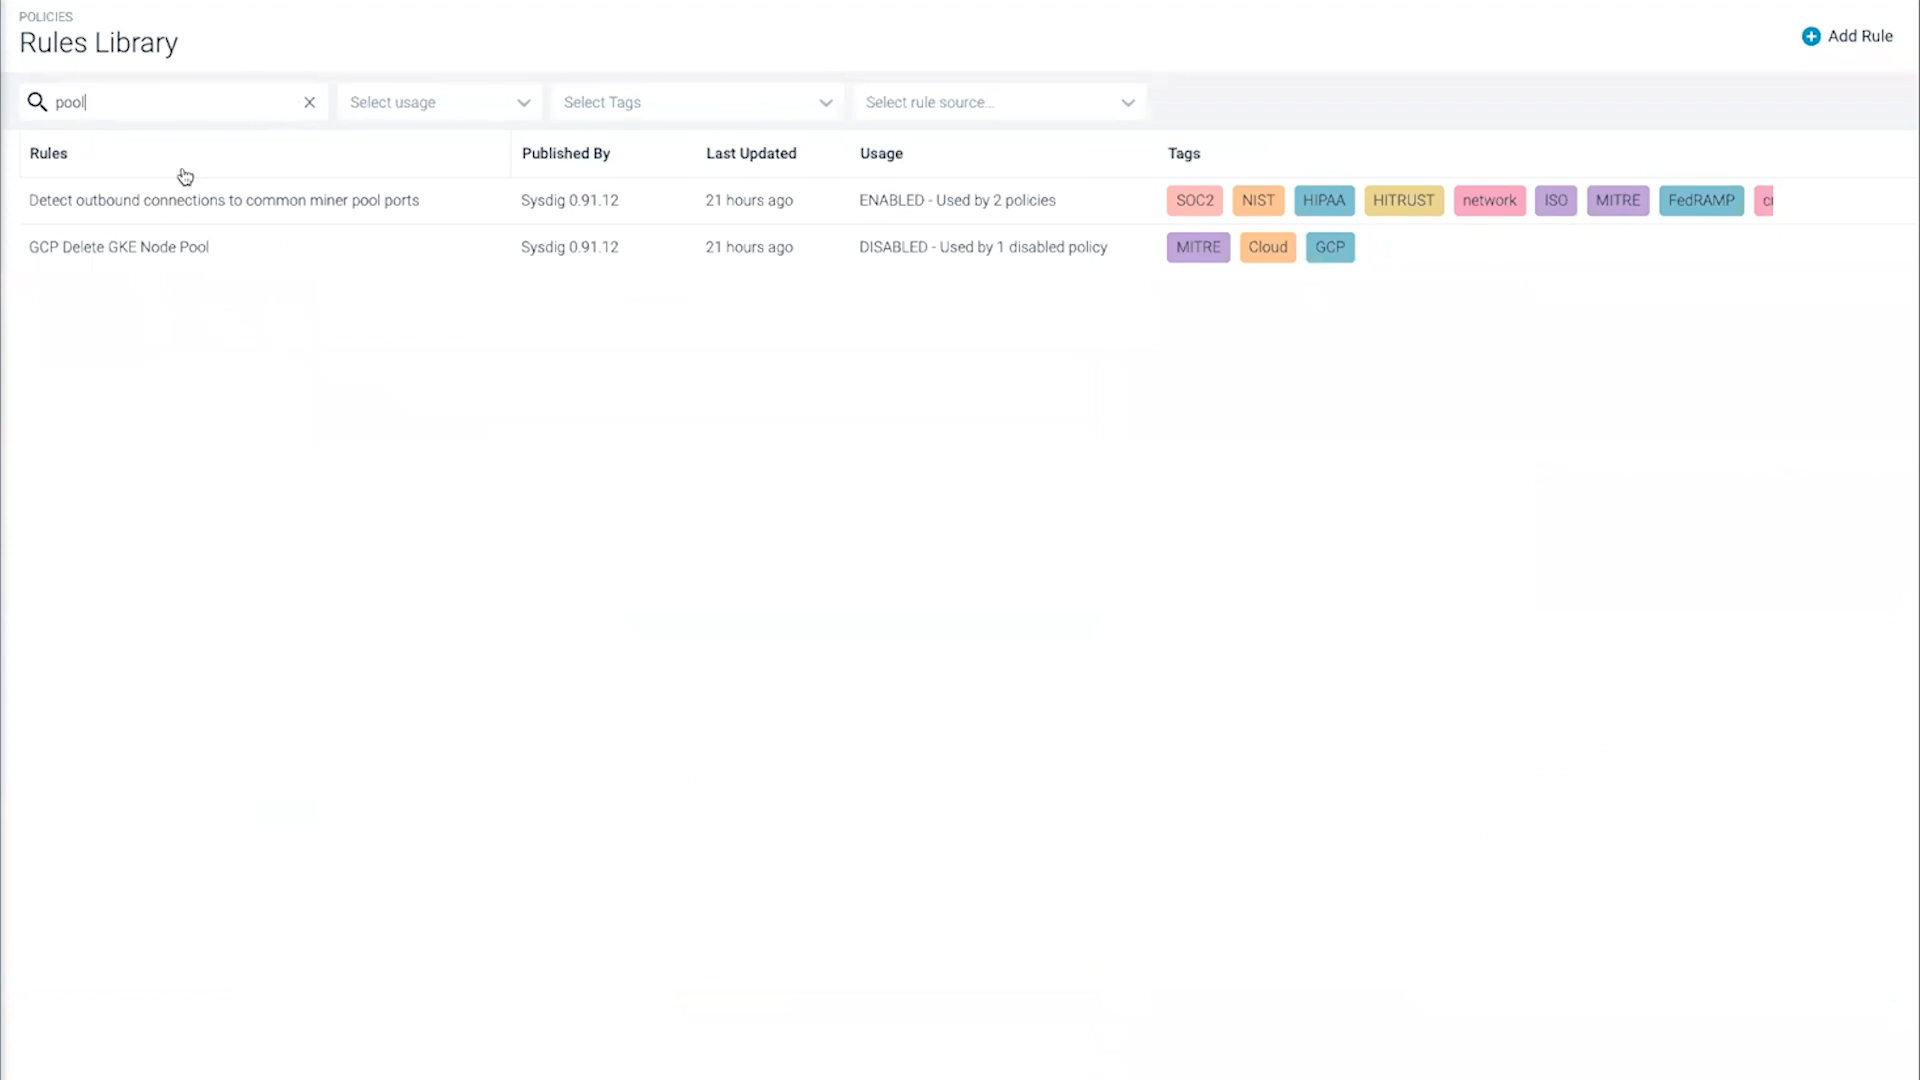 POLICIES
Rules Library
Add Rule
pool
Select usage
Select Tags
Select rule source...
Rules Published By Last Updated Usage Tags
Detect outbound connections to common miner pool ports Sysdig 0.91.12 21 hours ago ENABLED - Used by 2 policies SOC2 NIST HIPAA HITRUST network ISO MITRE FedRAMP
GCP Delete GKE Node Pool Sysdig 0.91.12 21 hours ago DISABLED - Used by 1 disabled policy MITRE Cloud GCP